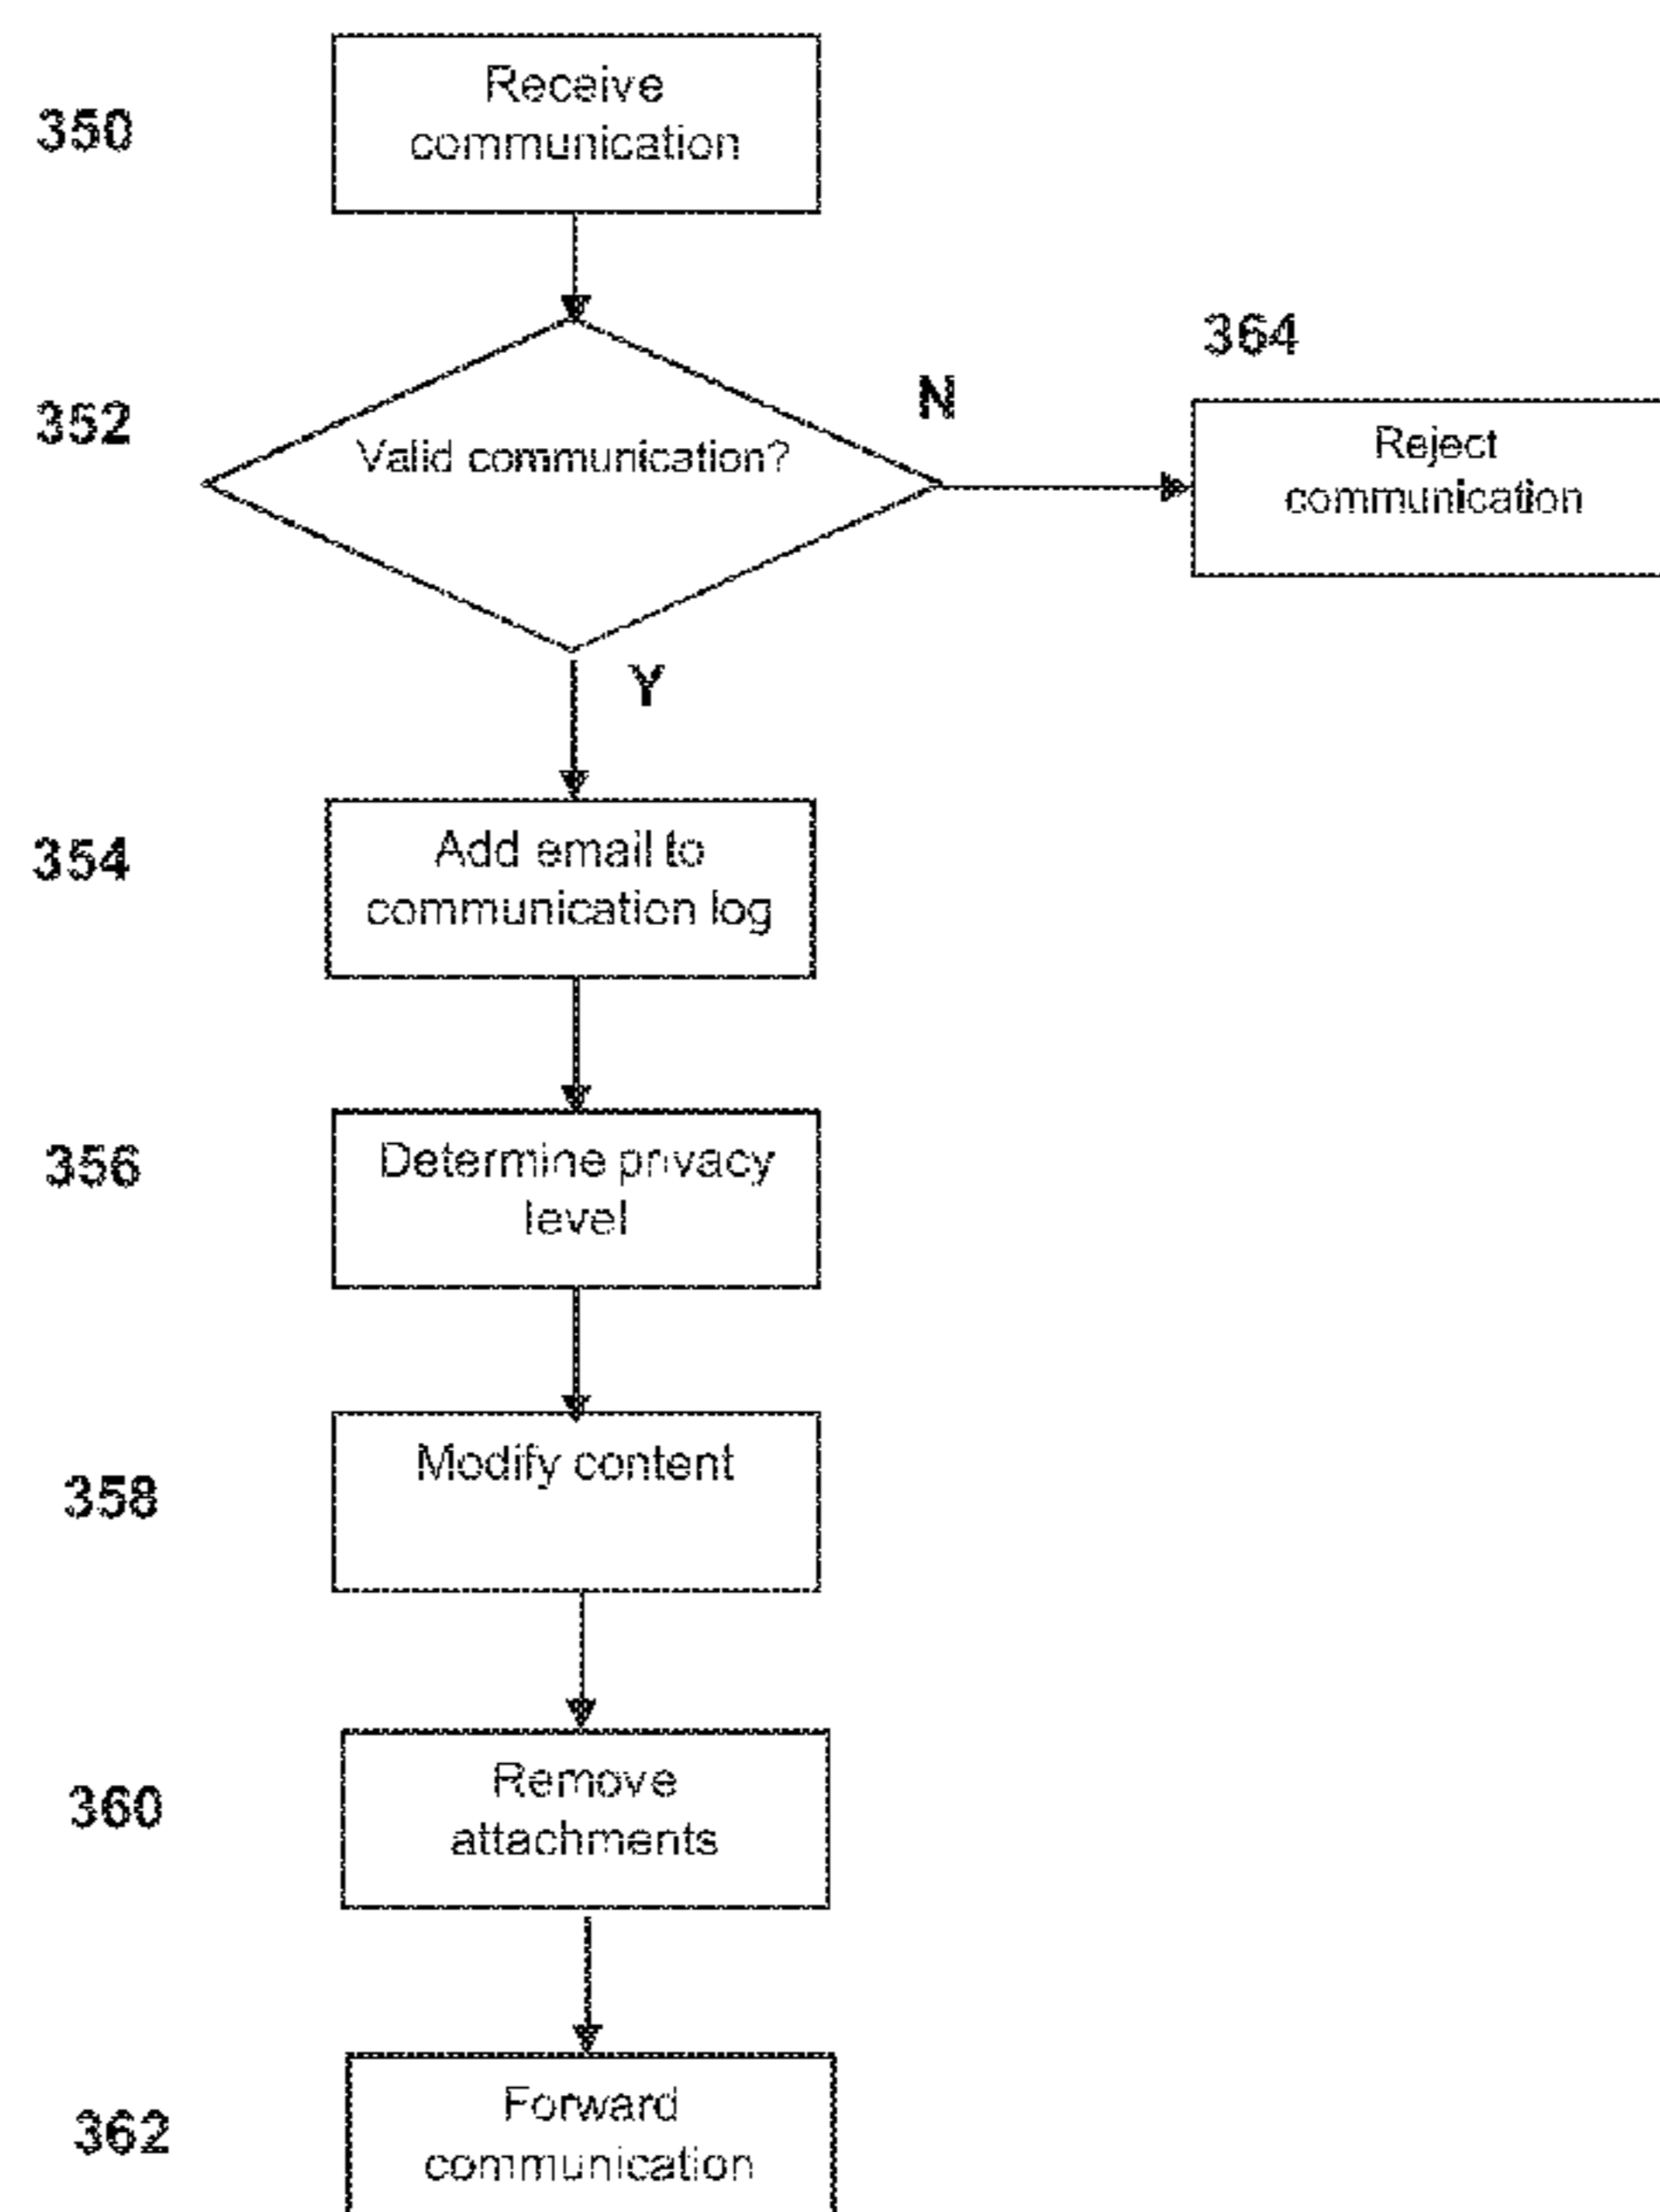 350
Receive
communication
352
Valid communication?
N
364
Reject
communication
Y
354
Add email to
communication log
356
Determine privacy
level
358
Modify content
360
Remove
attachments
362
Forward
communication